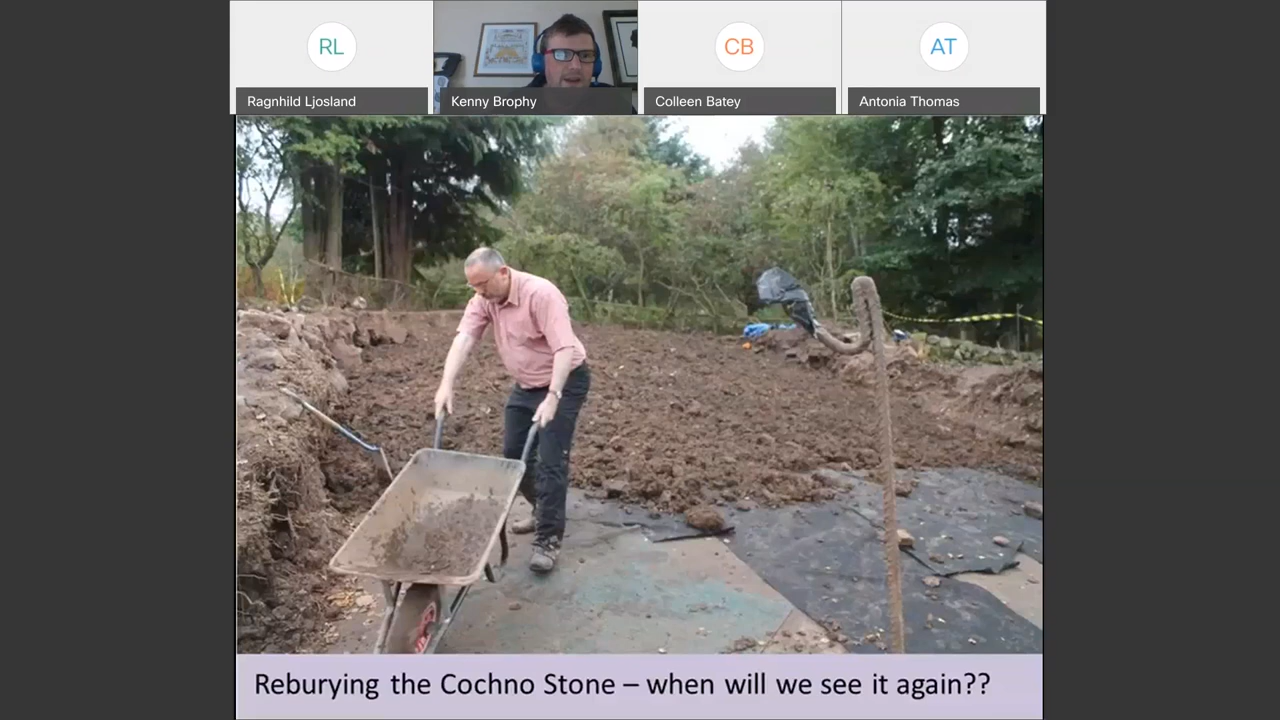 RL
CB
AT
Ragnhild Ljosland
Kenny Brophy
Colleen Batey
Antonia Thomas
Reburying the Cochno Stone – when will we see it again??